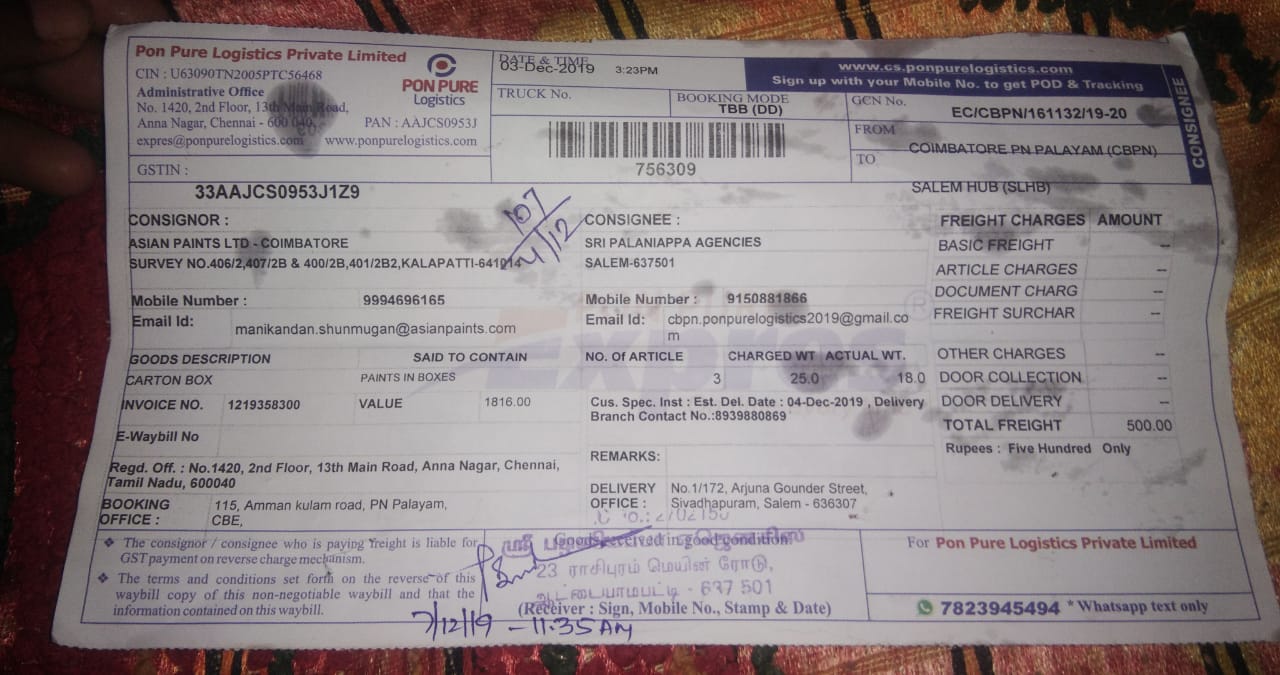 Pon Pure Logistics Private Limited
CIN : U63090TN2005PTC56468
Administrative Office
No. 1420, 2nd Floor, 13th Main Road,
Anna Nagar, Chennai - 600 040.
PAN : AAJCS0953J
expres@ponpurelogistics.com www.ponpurelogistics.com
PON PURE
Logistics
GSTIN :
33AAJCS0953J1Z9
DATE & TIME
03-Dec-2019 3:23PM
TRUCK No.
BOOKING MODE
TBB (DD)
756309
www.cs.ponpurelogistics.com
Sign up with your Mobile No. to get POD & Tracking
GCN No.
EC/CBPN/161132/19-20
FROM
COIMBATORE PN PALAYAM (CBPN)
TO
SALEM HUB (SLHB)
CONSIGNEE
CONSIGNOR :
ASIAN PAINTS LTD - COIMBATORE
SURVEY NO.406/2,407/2B & 400/2B,401/2B2,KALAPATTI-641014
Mobile Number : 9994696165
Email Id: manikandan.shunmugan@asianpaints.com
107
4/12
CONSIGNEE :
SRI PALANIAPPA AGENCIES
SALEM-637501
Mobile Number : 9150881866
Email Id: cbpn.ponpurelogistics2019@gmail.co
m
Expres ®
FREIGHT CHARGES AMOUNT
BASIC FREIGHT --
ARTICLE CHARGES --
DOCUMENT CHARG --
FREIGHT SURCHAR --
OTHER CHARGES --
DOOR COLLECTION --
DOOR DELIVERY --
TOTAL FREIGHT 500.00
Rupees : Five Hundred Only
GOODS DESCRIPTION SAID TO CONTAIN NO. Of ARTICLE CHARGED WT ACTUAL WT.
CARTON BOX PAINTS IN BOXES 3 25.0 18.0
INVOICE NO. 1219358300 VALUE 1816.00
Cus. Spec. Inst : Est. Del. Date : 04-Dec-2019 , Delivery
Branch Contact No.:8939880869
E-Waybill No
REMARKS:
Regd. Off. : No.1420, 2nd Floor, 13th Main Road, Anna Nagar, Chennai,
Tamil Nadu, 600040
BOOKING
OFFICE :
115, Amman kulam road, PN Palayam,
CBE,
DELIVERY
OFFICE :
No.1/172, Arjuna Gounder Street,
Sivadhapuram, Salem - 636307
❖ The consignor / consignee who is paying freight is liable for
GST payment on reverse charge mechanism.
❖ The terms and conditions set forth on the reverse of this
waybill copy of this non-negotiable waybill and that the
information contained on this waybill.
Goods received in good condition.
ஸ்ரீ
23 ராசிபுரம் மெயின் ரோடு,
ஆட்டையாம்பட்டி - 637 501
(Receiver : Sign, Mobile No., Stamp & Date)
7/12/19 - 11.35 AM
For Pon Pure Logistics Private Limited
7823945494 * Whatsapp text only